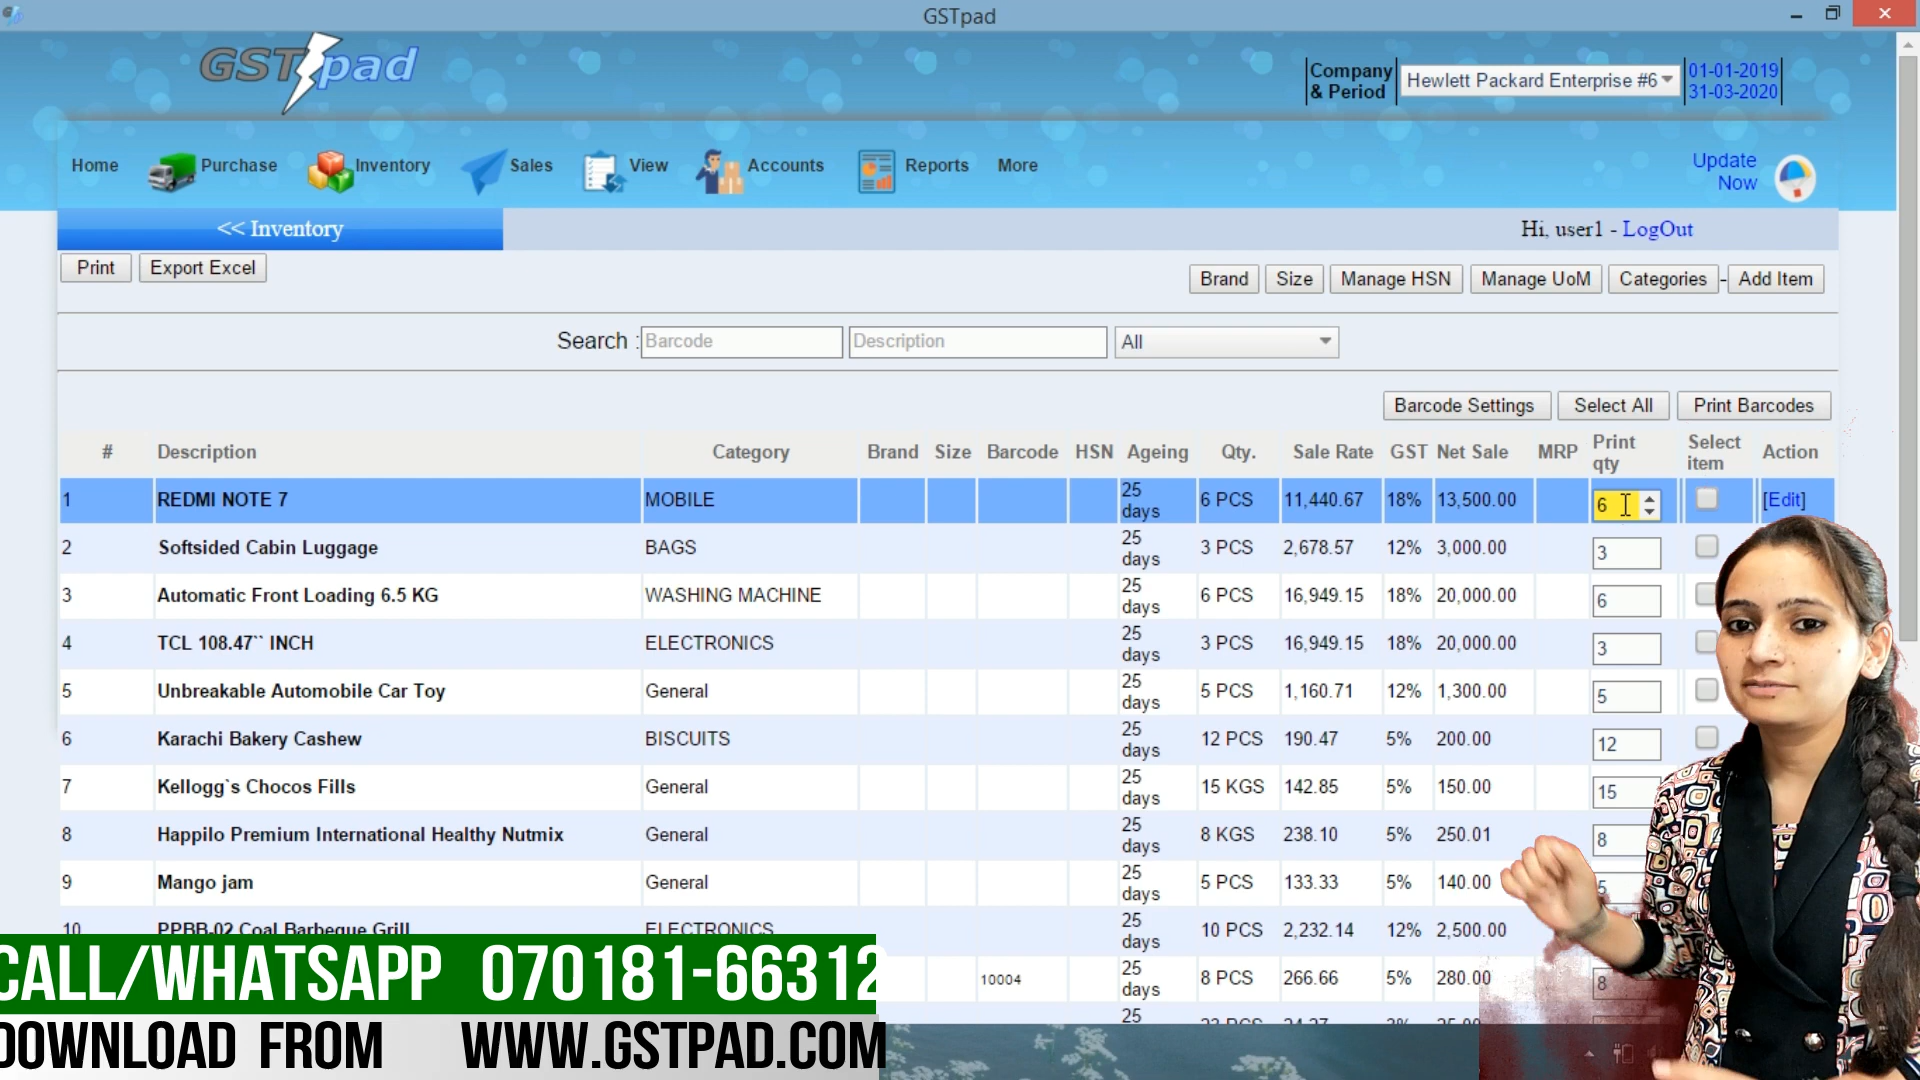 GSTpad
GSTpad
Company & Period
Hewlett Packard Enterprise #6
01-01-2019
31-03-2020
Home Purchase Inventory Sales View Accounts Reports More
Update Now
<< Inventory
Hi, user1 - LogOut
Print Export Excel
Brand Size Manage HSN Manage UoM Categories - Add Item
Search : Barcode Description All
Barcode Settings Select All Print Barcodes
# Description Category Brand Size Barcode HSN Ageing Qty. Sale Rate GST Net Sale MRP Print qty Select item Action
1 REDMI NOTE 7 MOBILE 25 days 6 PCS 11,440.67 18% 13,500.00 6 [Edit]
2 Softsided Cabin Luggage BAGS 25 days 3 PCS 2,678.57 12% 3,000.00 3
3 Automatic Front Loading 6.5 KG WASHING MACHINE 25 days 6 PCS 16,949.15 18% 20,000.00 6
4 TCL 108.47`` INCH ELECTRONICS 25 days 3 PCS 16,949.15 18% 20,000.00 3
5 Unbreakable Automobile Car Toy General 25 days 5 PCS 1,160.71 12% 1,300.00 5
6 Karachi Bakery Cashew BISCUITS 25 days 12 PCS 190.47 5% 200.00 12
7 Kellogg`s Chocos Fills General 25 days 15 KGS 142.85 5% 150.00 15
8 Happilo Premium International Healthy Nutmix General 25 days 8 KGS 238.10 5% 250.01 8
9 Mango jam General 25 days 5 PCS 133.33 5% 140.00 5
10 PPBB-02 Coal Barbeque Grill ELECTRONICS 25 days 10 PCS 2,232.14 12% 2,500.00
10004 25 days 8 PCS 266.66 5% 280.00 8
25
CALL/WHATSAPP 070181-66312
DOWNLOAD FROM WWW.GSTPAD.COM